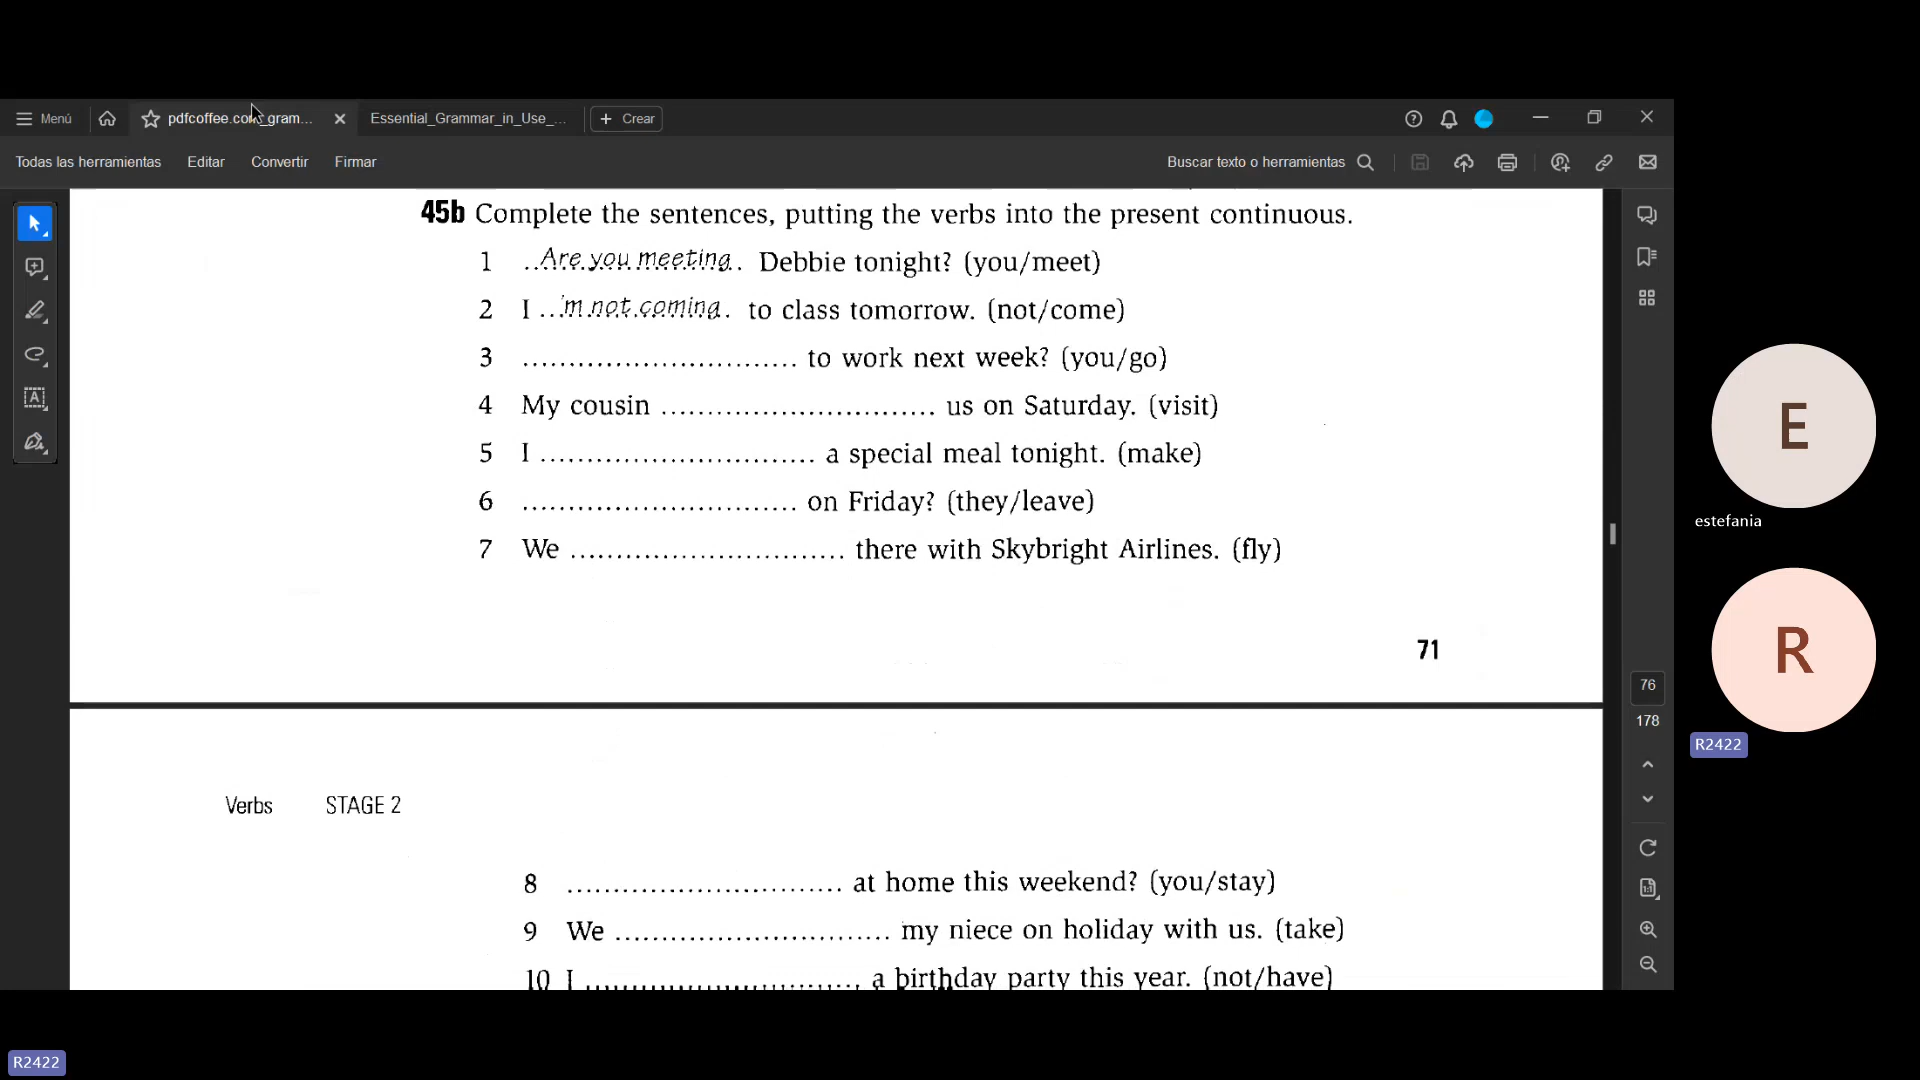 Menú
pdfcoffee.com_gram...
Essential_Grammar_in_Use_...
+ Crear
Todas las herramientas
Editar
Convertir
Firmar
Buscar texto o herramientas
45b Complete the sentences, putting the verbs into the present continuous.
1 ..Are you meeting.. Debbie tonight? (you/meet)
2 I ...'m not coming.. to class tomorrow. (not/come)
3 .............................. to work next week? (you/go)
4 My cousin .............................. us on Saturday. (visit)
5 I .............................. a special meal tonight. (make)
6 .............................. on Friday? (they/leave)
7 We .............................. there with Skybright Airlines. (fly)
71
Verbs STAGE 2
8 .............................. at home this weekend? (you/stay)
9 We .............................. my niece on holiday with us. (take)
10 I .............................. a birthday party this year. (not/have)
76
178
E
estefania
R
R2422
R2422